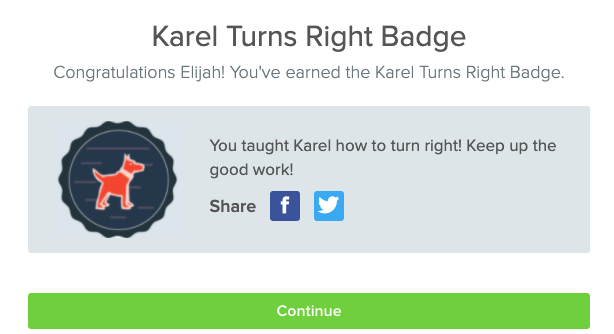 Karel Turns Right Badge
Congratulations Elijah! You've earned the Karel Turns Right Badge.
You taught Karel how to turn right! Keep up the
good work!
Share
Continue